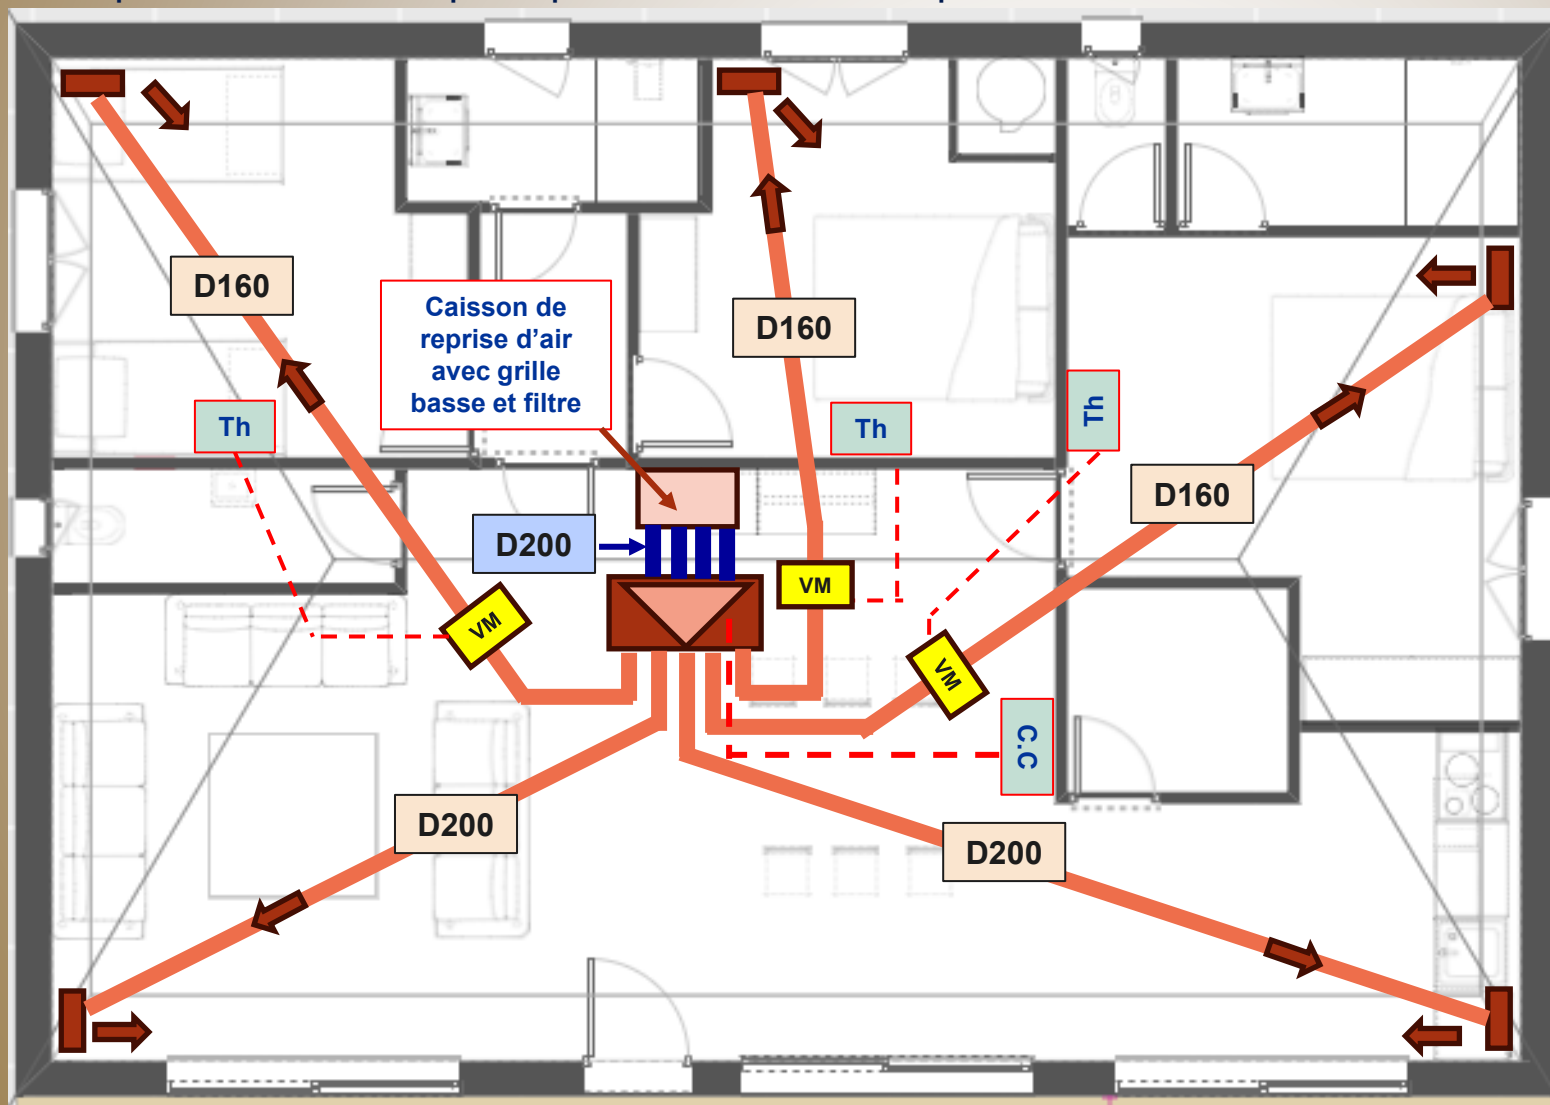 D160
Caisson de
reprise d’air
avec grille
basse et filtre
D160
Th
Th
Th
D160
D200
VM
VM
VM
C.C
D200
D200